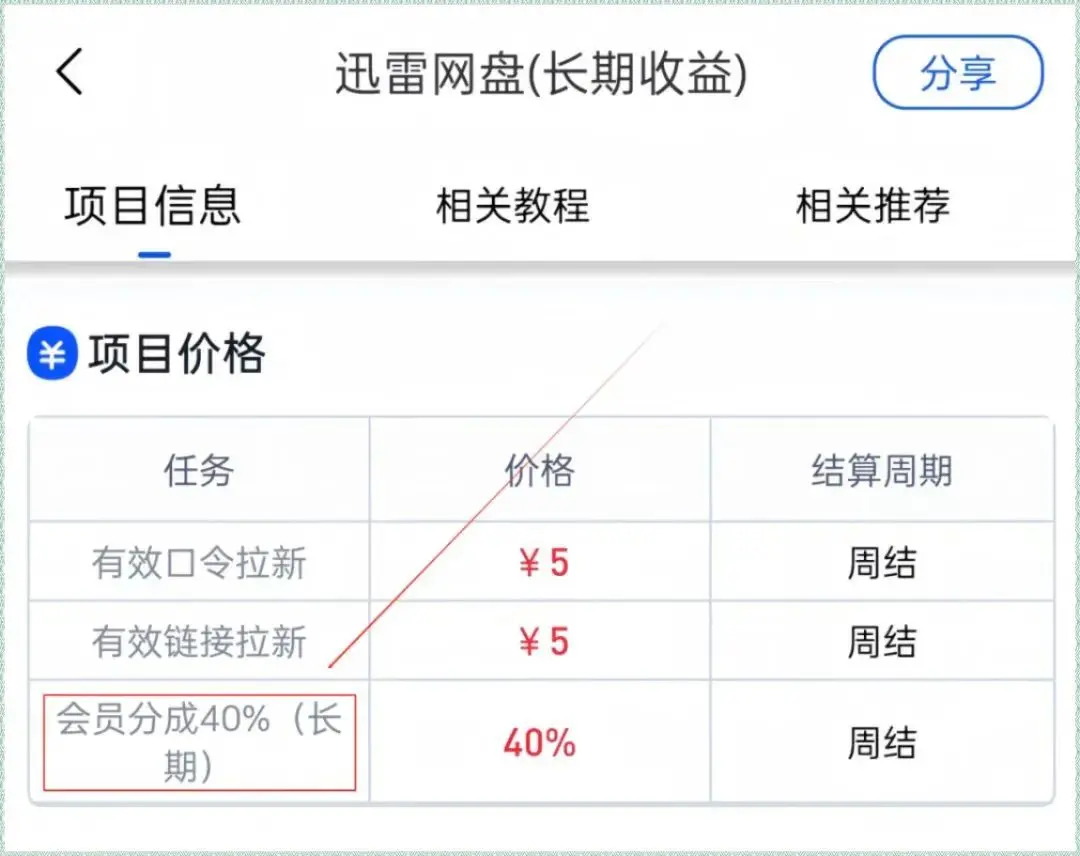 迅雷网盘(长期收益)
分享
项目信息
相关教程
相关推荐
¥ 项目价格
任务 价格 结算周期
有效口令拉新 ¥ 5 周结
有效链接拉新 ¥ 5 周结
会员分成40%（长
期） 40% 周结